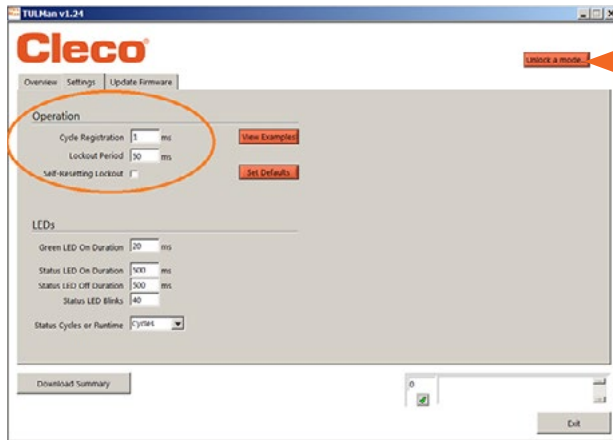 TULMan v1.24
Cleco
Unlock a mode...
Overview Settings Update Firmware
Operation
Cycle Registration 1 ms View Examples
Lockout Period 30 ms
Self-Resetting Lockout Set Defaults
LEDs
Green LED On Duration 20 ms
Status LED On Duration 500 ms
Status LED Off Duration 500 ms
Status LED Blinks 40
Status Cycles or Runtime Cycles
Download Summary
0
Exit